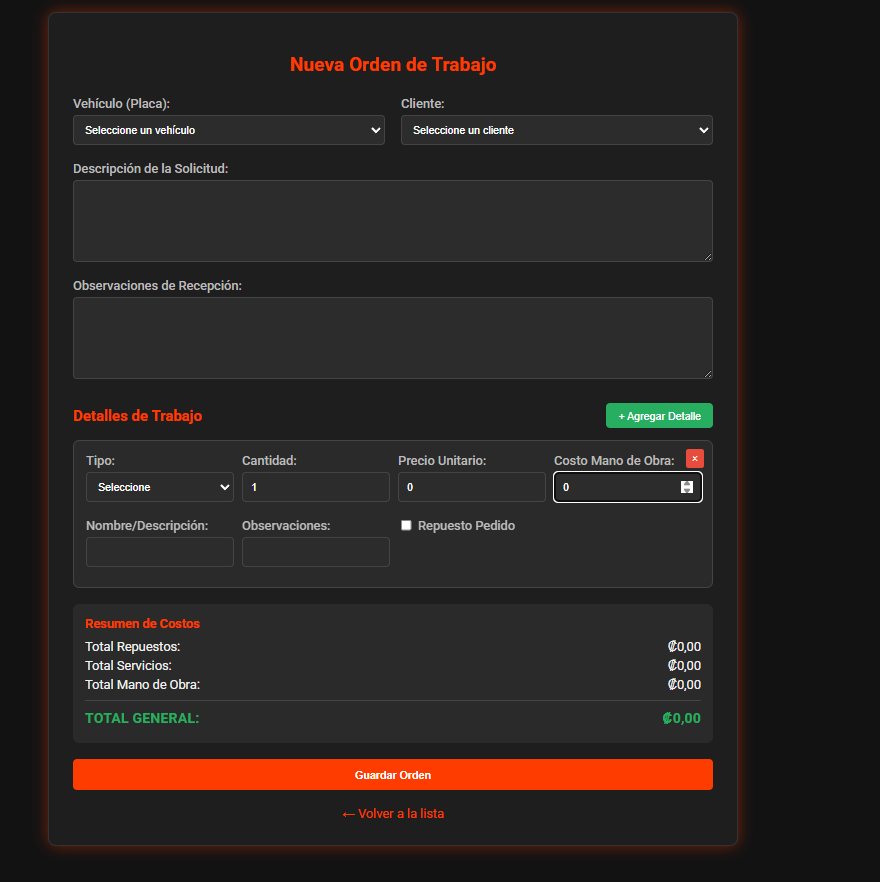 Nueva Orden de Trabajo
Vehículo (Placa): Cliente:
Seleccione un vehículo Seleccione un cliente
Descripción de la Solicitud:
Observaciones de Recepción:
Detalles de Trabajo + Agregar Detalle
Tipo: Cantidad: Precio Unitario: Costo Mano de Obra: ×
Seleccione 1 0 0
Nombre/Descripción: Observaciones: Repuesto Pedido
Resumen de Costos
Total Repuestos: ₡0,00
Total Servicios: ₡0,00
Total Mano de Obra: ₡0,00
TOTAL GENERAL: ₡0,00
Guardar Orden
← Volver a la lista